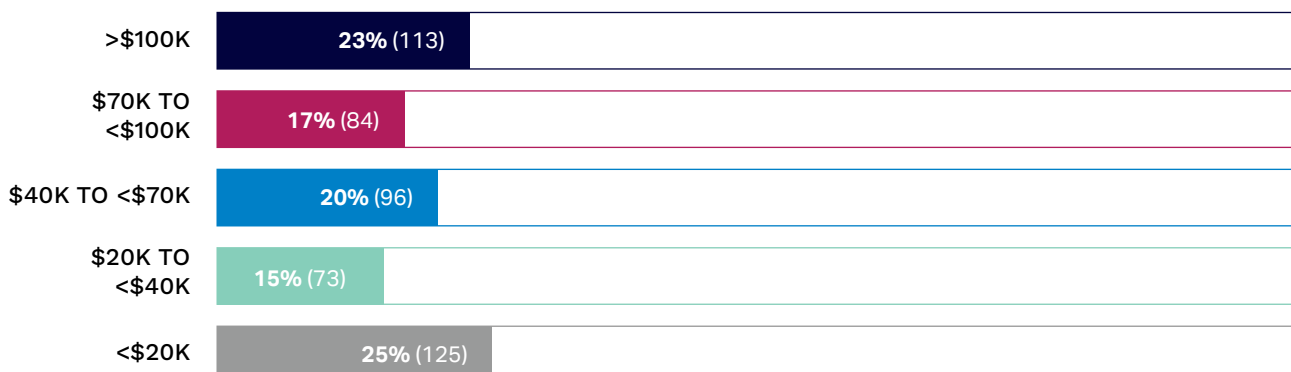 >$100K
23% (113)
$70K TO
<$100K
17% (84)
$40K TO <$70K
20% (96)
$20K TO
<$40K
15% (73)
<$20K
25% (125)